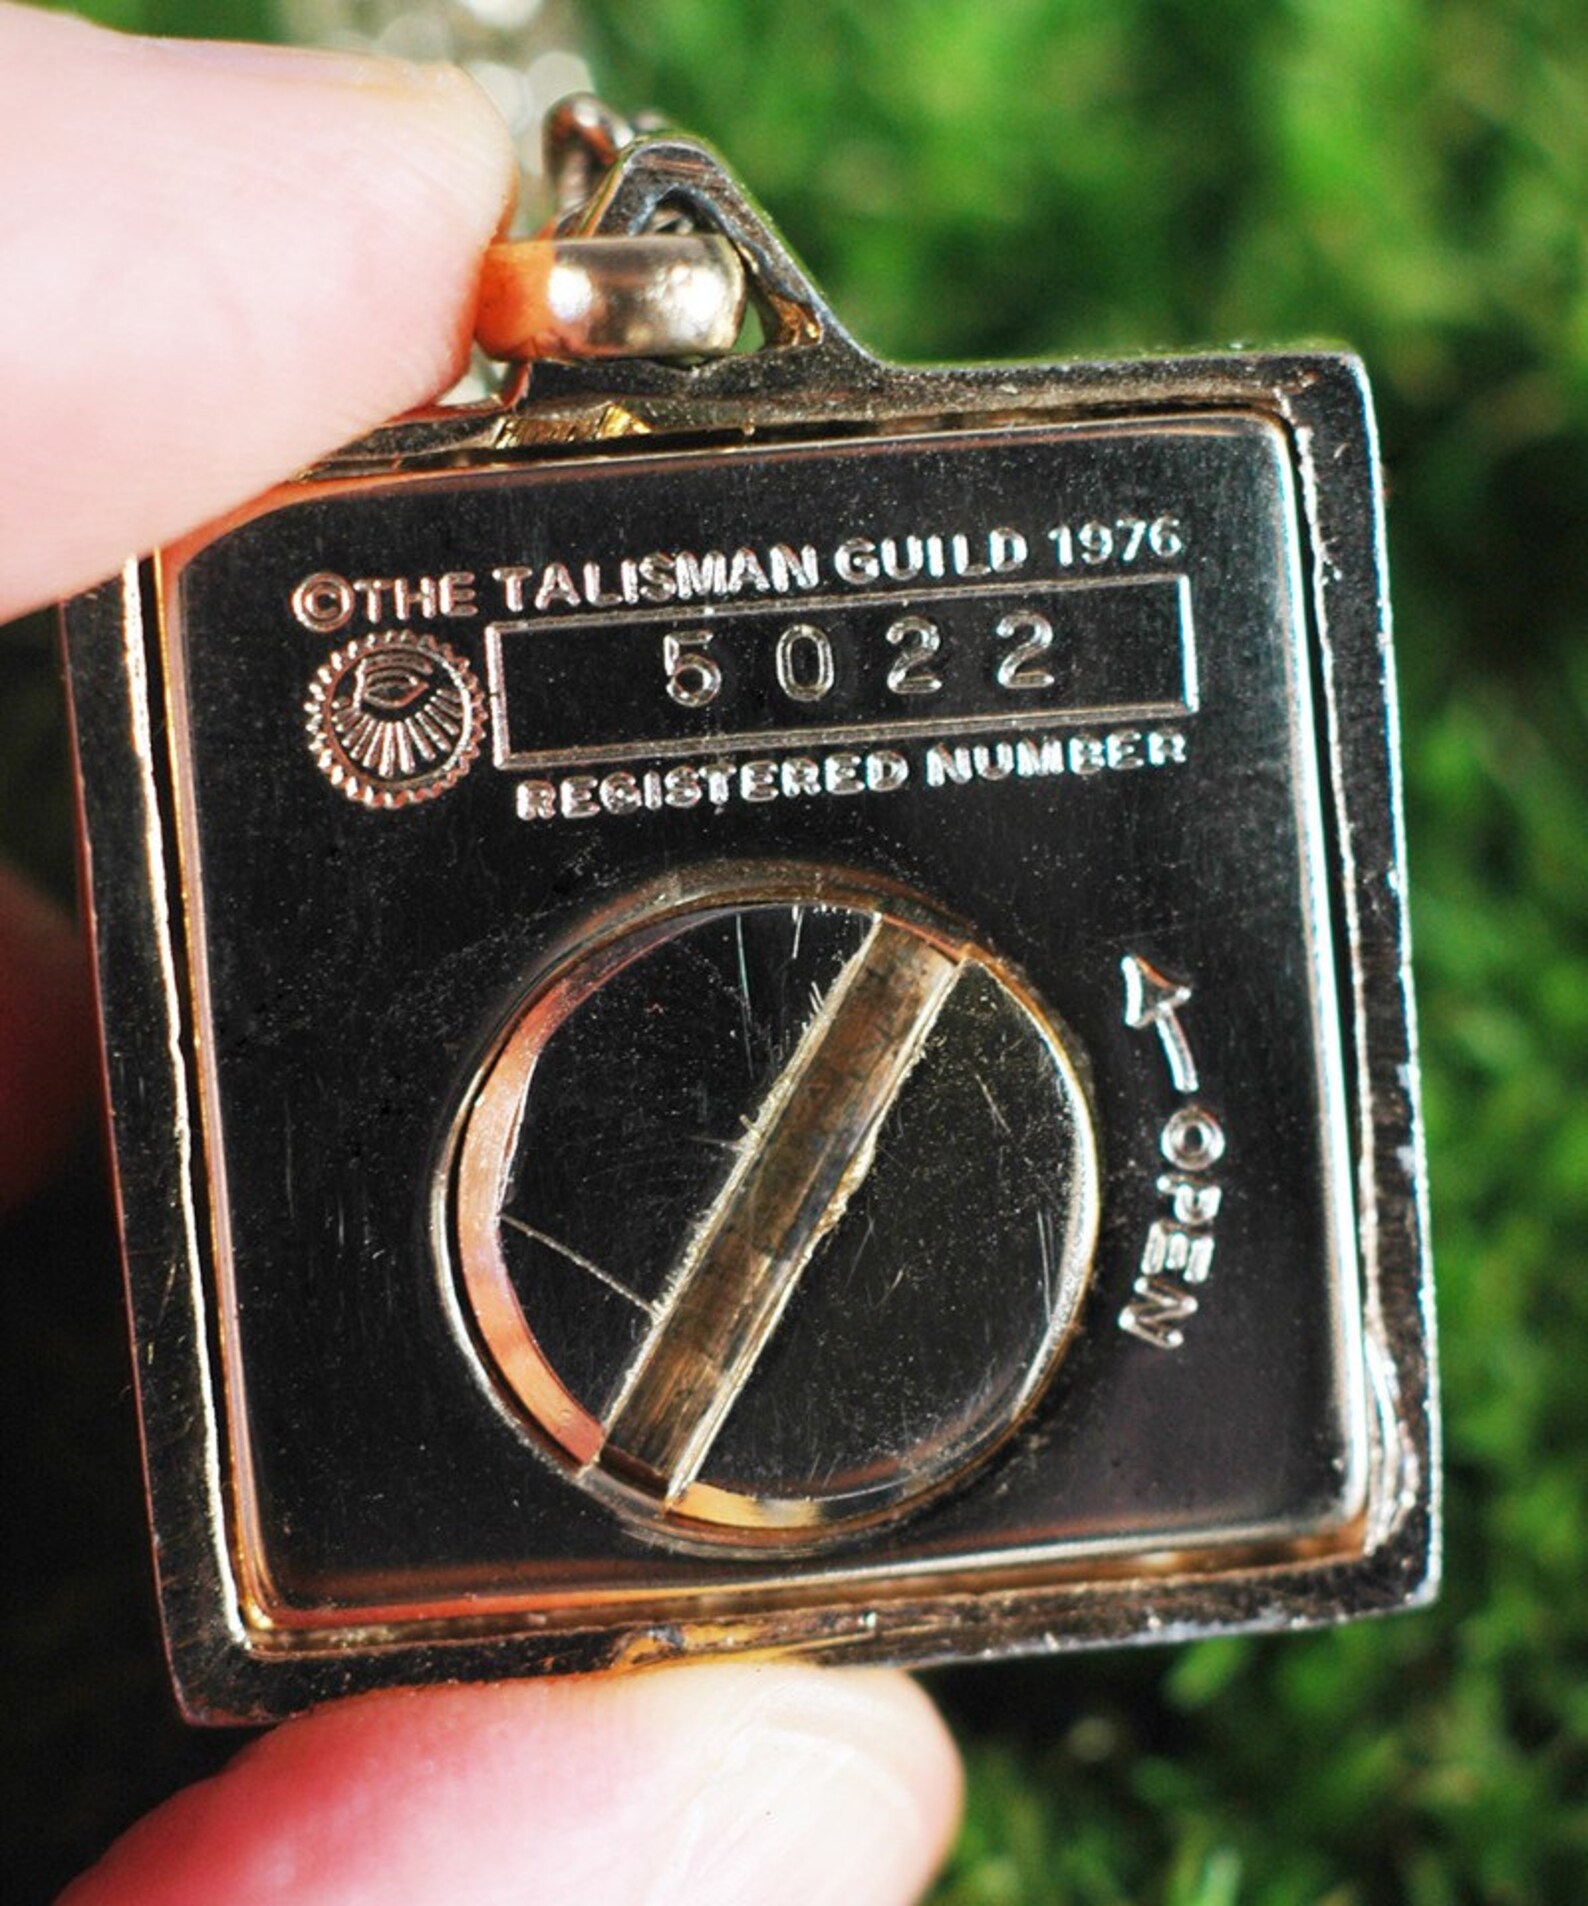 ©THE TALISMAN GUILD 1976
5022
REGISTERED NUMBER
OPEN